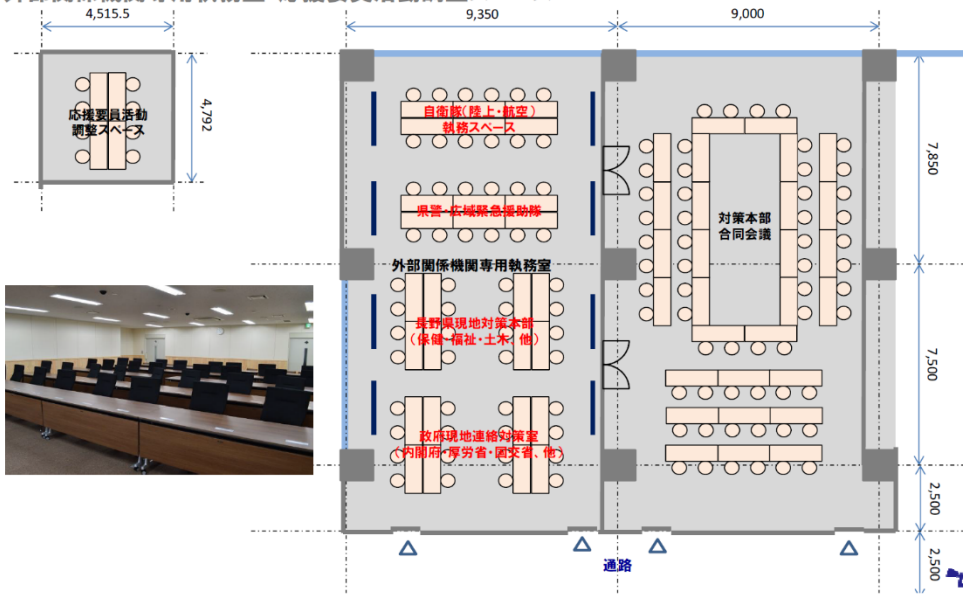 4,515.5
9,350
9,000
応援要員活動
調整スペース
4,792
自衛隊(陸上・航空)
執務スペース
県警・広域緊急援助隊
外部関係機関専用執務室
長野県現地対策本部
(保健・福祉・土木、他)
政府現地連絡対策室
(内閣府・厚労省・国交省、他)
対策本部
合同会議
7,850
7,500
2,500
2,500
通路